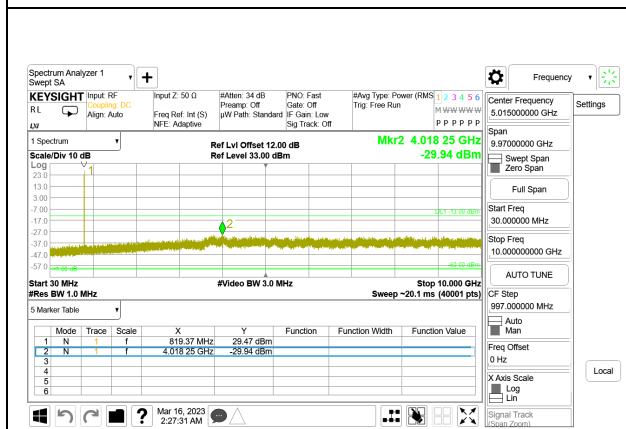 Spectrum Analyzer 1
Swept SA
Frequency
KEYSIGHT Input: RF Input Z: 50 Ω #Atten: 34 dB PNO: Fast #Avg Type: Power (RMS 1 2 3 4 5 6
Coupling: DC Preamp: Off Gate: Off Trig: Free Run M W W W W W
RL Align: Auto Freq Ref: Int (S) µW Path: Standard IF Gain: Low
NFE: Adaptive Sig Track: Off P P P P P P
LXI
Center Frequency
5.015000000 GHz
Settings
Span
9.97000000 GHz
Swept Span
Zero Span
Full Span
Start Freq
30.000000 MHz
Stop Freq
10.00000000 GHz
AUTO TUNE
CF Step
997.000000 MHz
Auto
Man
Freq Offset
0 Hz
X Axis Scale
Log
Lin
Local
Signal Track
(Span Zoom)
1 Spectrum
Ref Lvl Offset 12.00 dB Mkr2 4.018 25 GHz
Scale/Div 10 dB Ref Level 33.00 dBm -29.94 dBm
Log
23.0
13.0
3.00
-7.00
-17.0
-27.0
-37.0
-47.0
-57.0
1
2
DL1 -13.00 dBm
Start 30 MHz #Video BW 3.0 MHz Stop 10.000 GHz
#Res BW 1.0 MHz Sweep ~20.1 ms (40001 pts)
5 Marker Table
Mode Trace Scale X Y Function Function Width Function Value
1 N 1 f 819.37 MHz 29.47 dBm
2 N 1 f 4.018 25 GHz -29.94 dBm
3
4
5
6
Mar 16, 2023
2:27:31 AM